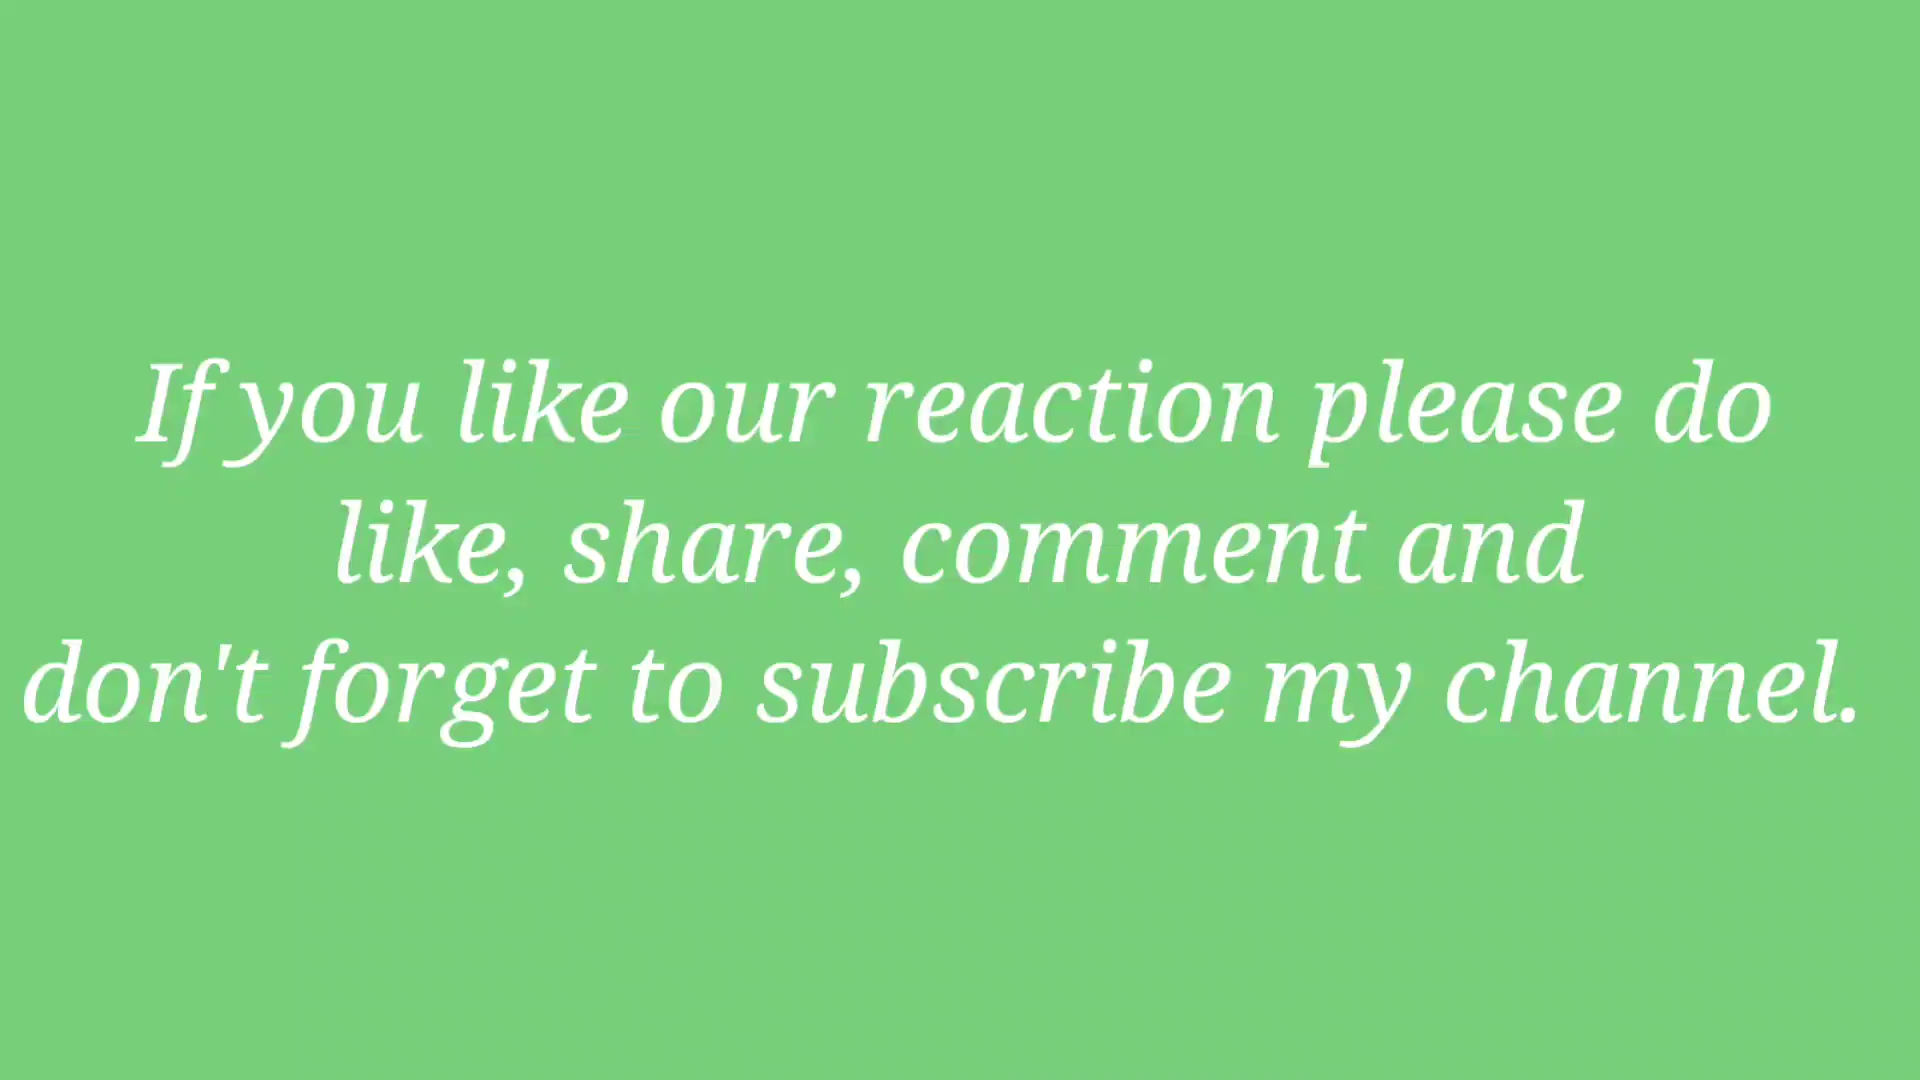 If you like our reaction please do
like, share, comment and
don't forget to subscribe my channel.